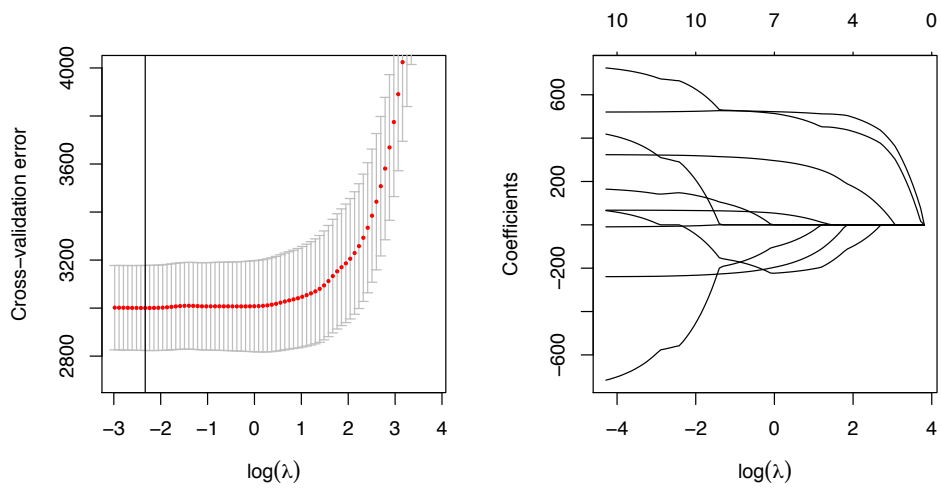 10 10 7 4 0
Cross−validation error
2800 3200 3600 4000
−3 −2 −1 0 1 2 3 4
log(λ)
Coefficients
−600 −200 200 600
−4 −2 0 2 4
log(λ)